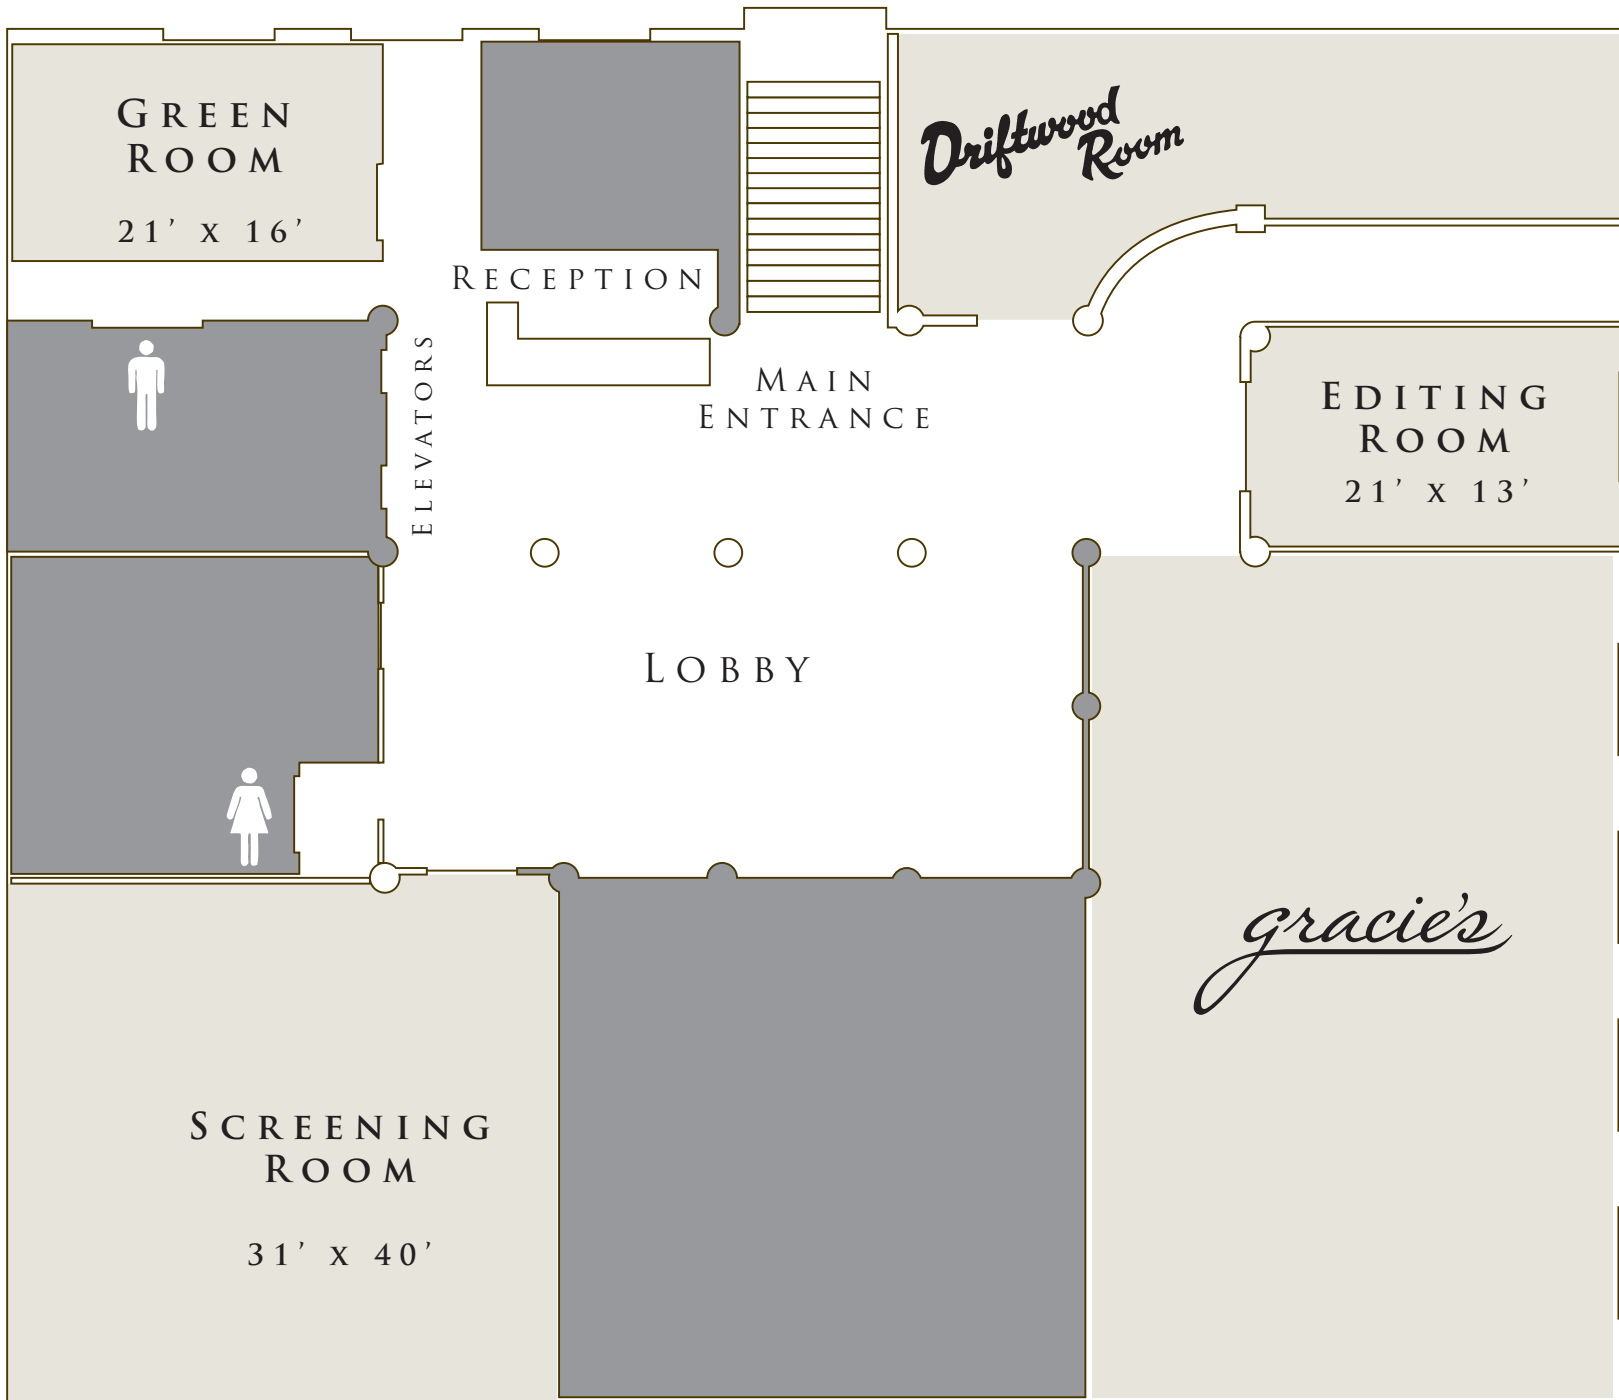 Green
Room
21' x 16'
Reception
Driftwood
Room
Elevators
Main
Entrance
Editing
Room
21' x 13'
Lobby
gracie's
Screening
Room
31' x 40'